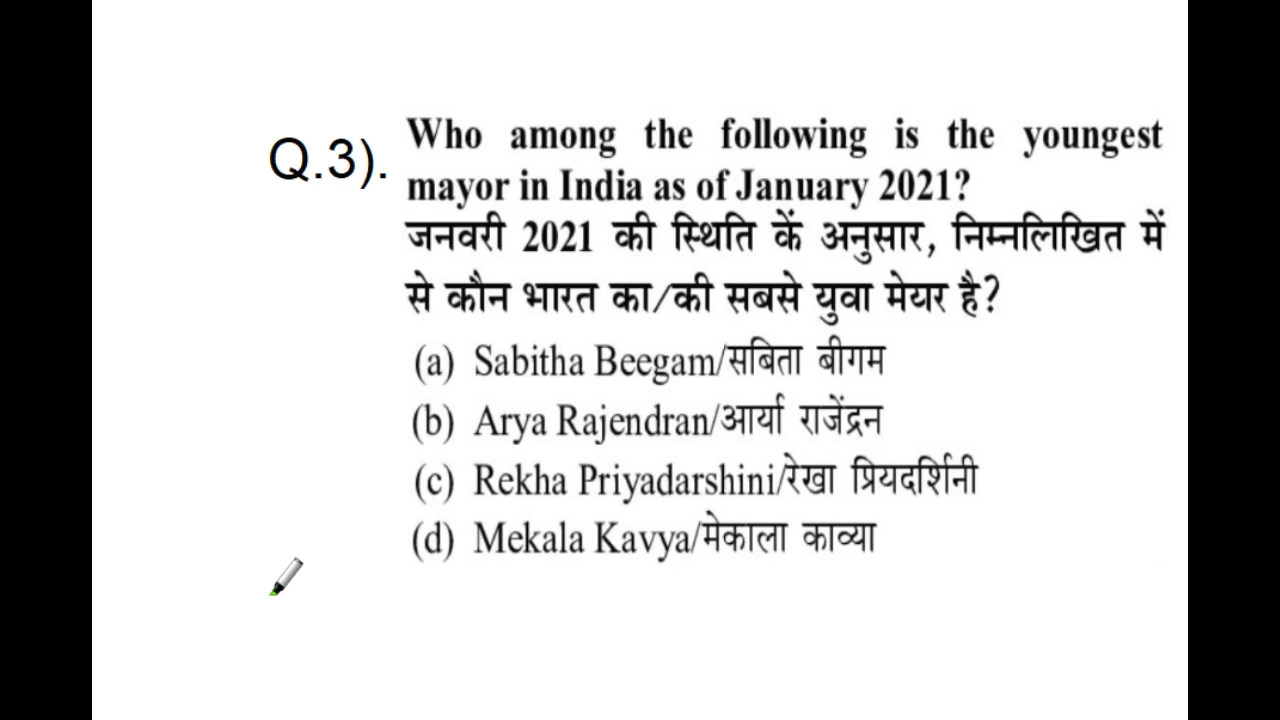 Q.3).
Who among the following is the youngest
mayor in India as of January 2021?
जनवरी 2021 की स्थिति कें अनुसार, निम्नलिखित में
से कौन भारत का/की सबसे युवा मेयर है?
(a) Sabitha Beegam/सबिता बीगम
(b) Arya Rajendran/आर्या राजेंद्रन
(c) Rekha Priyadarshini/रेखा प्रियदर्शिनी
(d) Mekala Kavya/मेकाला काव्या